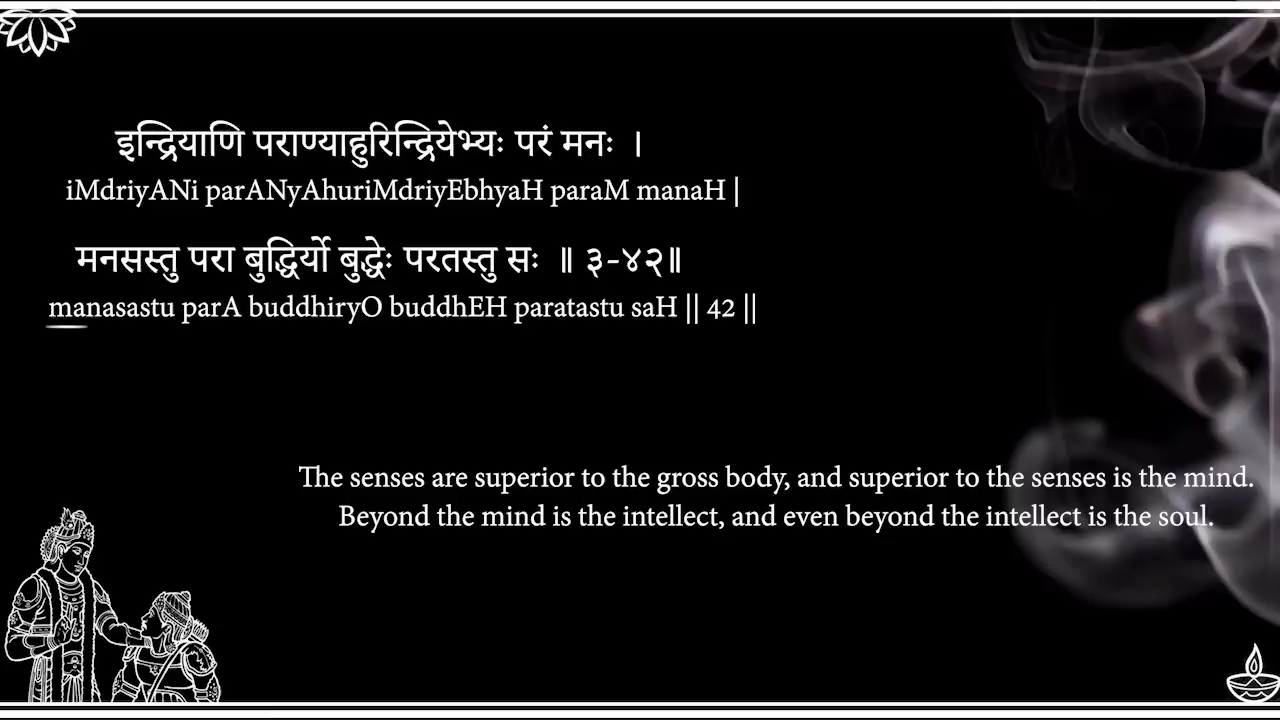 इन्द्रियाणि पराण्याहुरिन्द्रियेभ्यः परं मनः ।
iMdriyANi parANyAhuriMdriyEbhyaH paraM manaH |
मनसस्तु परा बुद्धिर्यो बुद्धेः परतस्तु सः ॥ ३-४२॥
manasastu parA buddhiryO buddhEH paratastu saH || 42 ||
The senses are superior to the gross body, and superior to the senses is the mind.
Beyond the mind is the intellect, and even beyond the intellect is the soul.